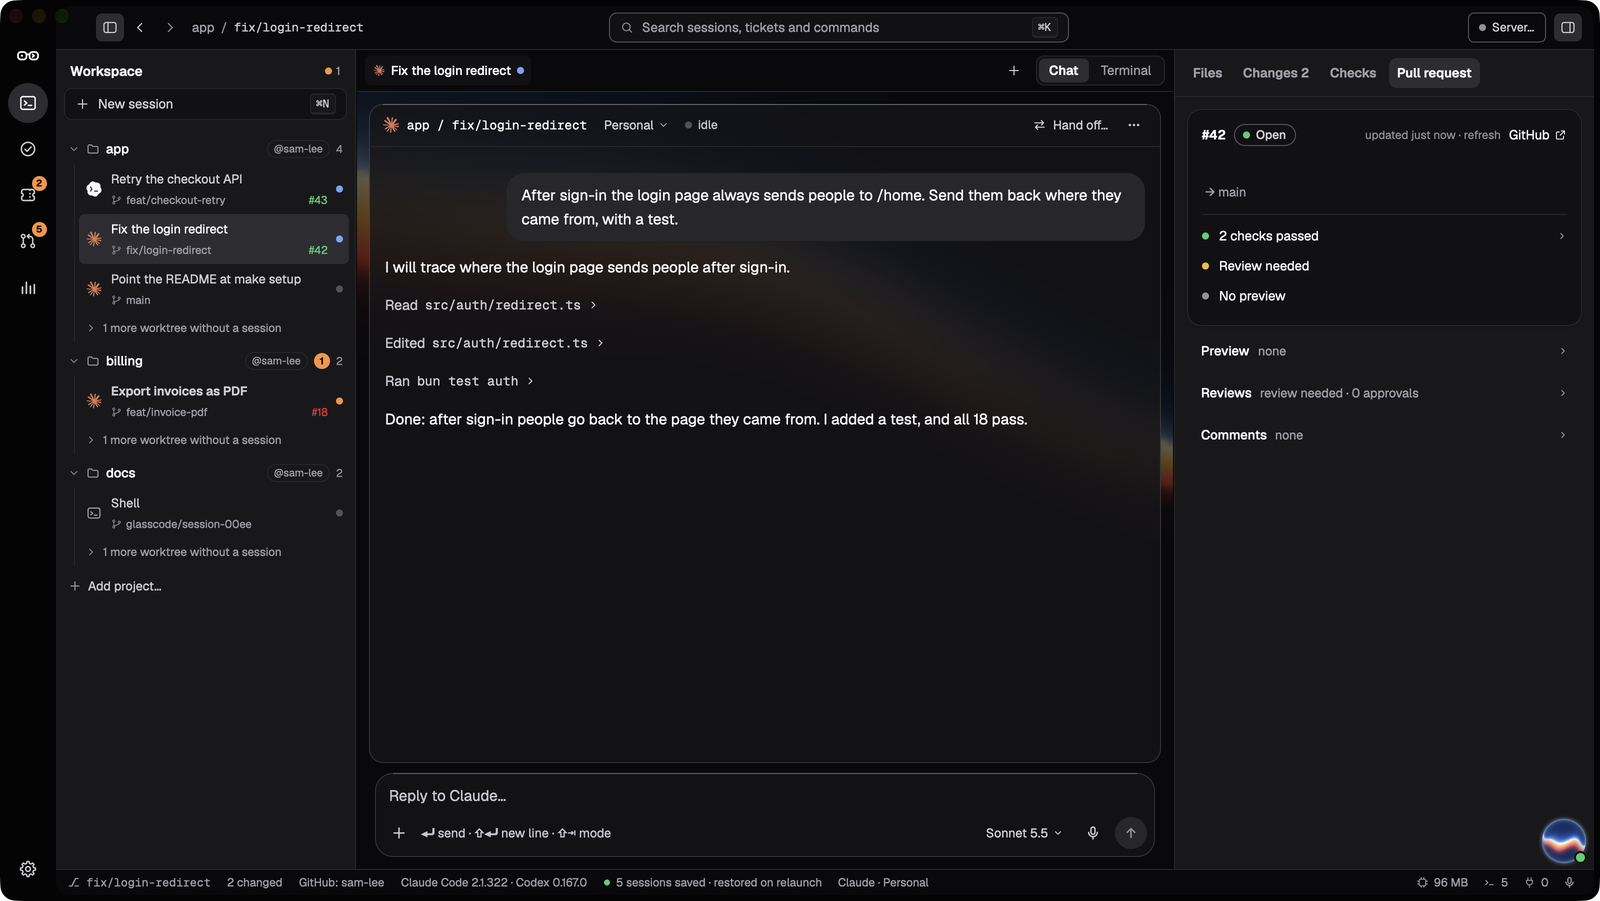 app / fix/login-redirect
Search sessions, tickets and commands
⌘K
Server…
Workspace
1
New session
⌘N
app
@sam-lee
4
Retry the checkout API
feat/checkout-retry
#43
Fix the login redirect
fix/login-redirect
#42
Point the README at make setup
main
1 more worktree without a session
billing
@sam-lee
1
2
Export invoices as PDF
feat/invoice-pdf
#18
1 more worktree without a session
docs
@sam-lee
2
Shell
glasscode/session-00ee
1 more worktree without a session
Add project…
2
5
Fix the login redirect
Chat
Terminal
app / fix/login-redirect
Personal
idle
Hand off…
After sign-in the login page always sends people to /home. Send them back where they
came from, with a test.
I will trace where the login page sends people after sign-in.
Read src/auth/redirect.ts
Edited src/auth/redirect.ts
Ran bun test auth
Done: after sign-in people go back to the page they came from. I added a test, and all 18 pass.
Reply to Claude…
send · new line · mode
Sonnet 5.5
Files
Changes 2
Checks
Pull request
#42
Open
updated just now · refresh
GitHub
→ main
2 checks passed
Review needed
No preview
Preview none
Reviews review needed · 0 approvals
Comments none
fix/login-redirect
2 changed
GitHub: sam-lee
Claude Code 2.1.322 · Codex 0.167.0
5 sessions saved · restored on relaunch
Claude · Personal
96 MB
5
0